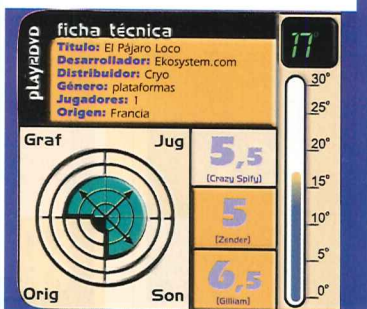 play2DVD
ficha técnica
Título: El Pájaro Loco
Desarrollador: Ekosystem.com
Distribuidor: Cryo
Género: plataformas
Jugadores: 1
Origen: Francia
17°
Graf
Jug
Orig
Son
5,5
[Crazy Spify]
5
[Zender]
6,5
[Gilliam]
30°
25°
20°
15°
10°
5°
0°